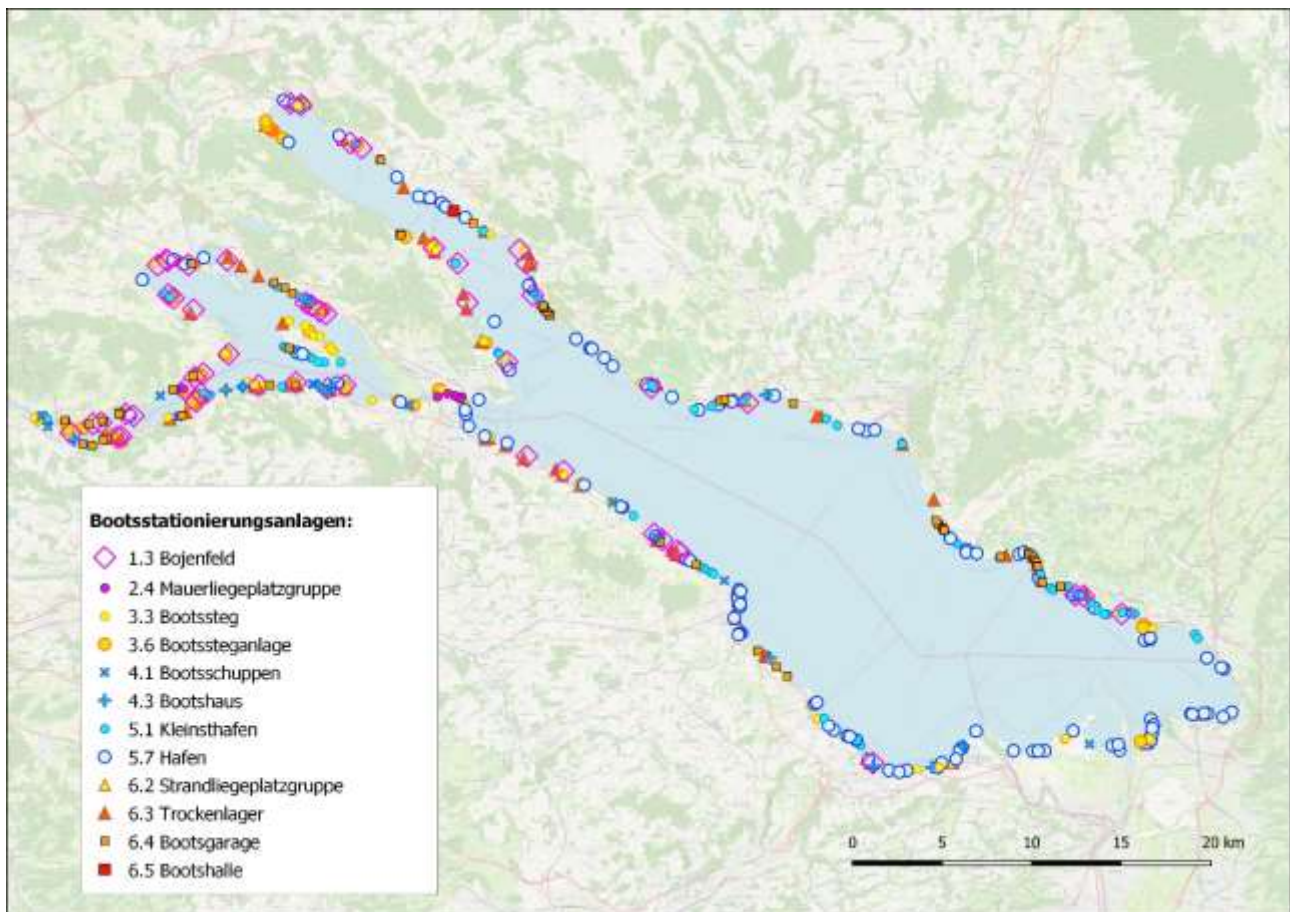 Bootsstationierungsanlagen:
1.3 Bojenfeld
2.4 Mauerliegeplatzgruppe
3.3 Bootssteg
3.6 Bootssteganlage
4.1 Bootsschuppen
4.3 Bootshaus
5.1 Kleinsthafen
5.7 Hafen
6.2 Strandliegeplatzgruppe
6.3 Trockenlager
6.4 Bootsgarage
6.5 Bootshalle
0 5 10 15 20 km